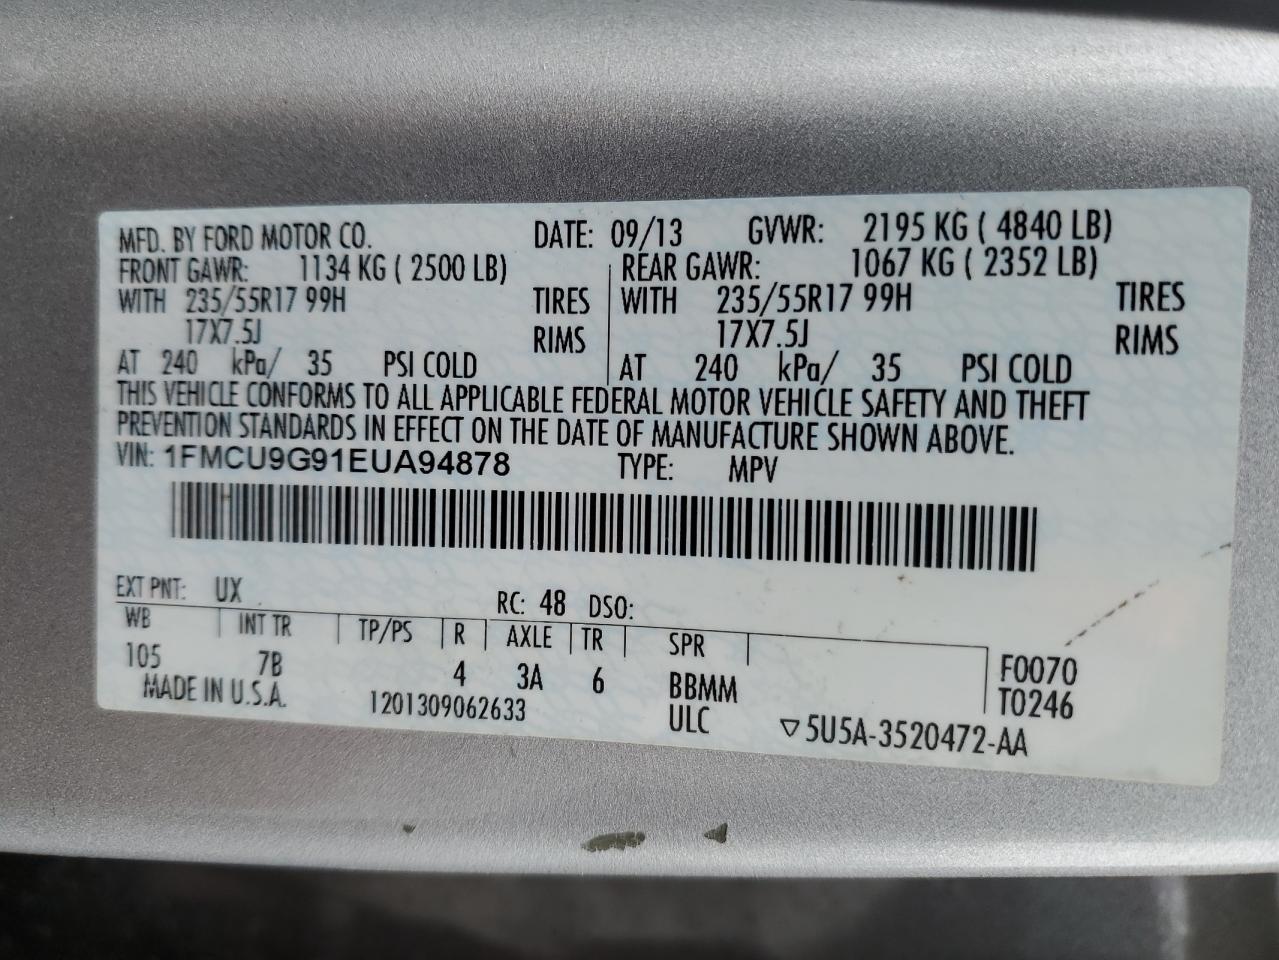 MFD. BY FORD MOTOR CO. DATE: 09/13 GVWR: 2195 KG ( 4840 LB)
FRONT GAWR: 1134 KG ( 2500 LB) REAR GAWR: 1067 KG ( 2352 LB)
WITH 235/55R17 99H TIRES WITH 235/55R17 99H TIRES
17X7.5J RIMS 17X7.5J RIMS
AT 240 kPa/ 35 PSI COLD AT 240 kPa/ 35 PSI COLD
THIS VEHICLE CONFORMS TO ALL APPLICABLE FEDERAL MOTOR VEHICLE SAFETY AND THEFT
PREVENTION STANDARDS IN EFFECT ON THE DATE OF MANUFACTURE SHOWN ABOVE.
VIN: 1FMCU9G91EUA94878 TYPE: MPV
EXT PNT: UX RC: 48 DSO:
WB INT TR TP/PS R AXLE TR SPR
105 7B 4 3A 6 BBMM F0070
MADE IN U.S.A. 1201309062633 ULC T0246
▽5U5A-3520472-AA